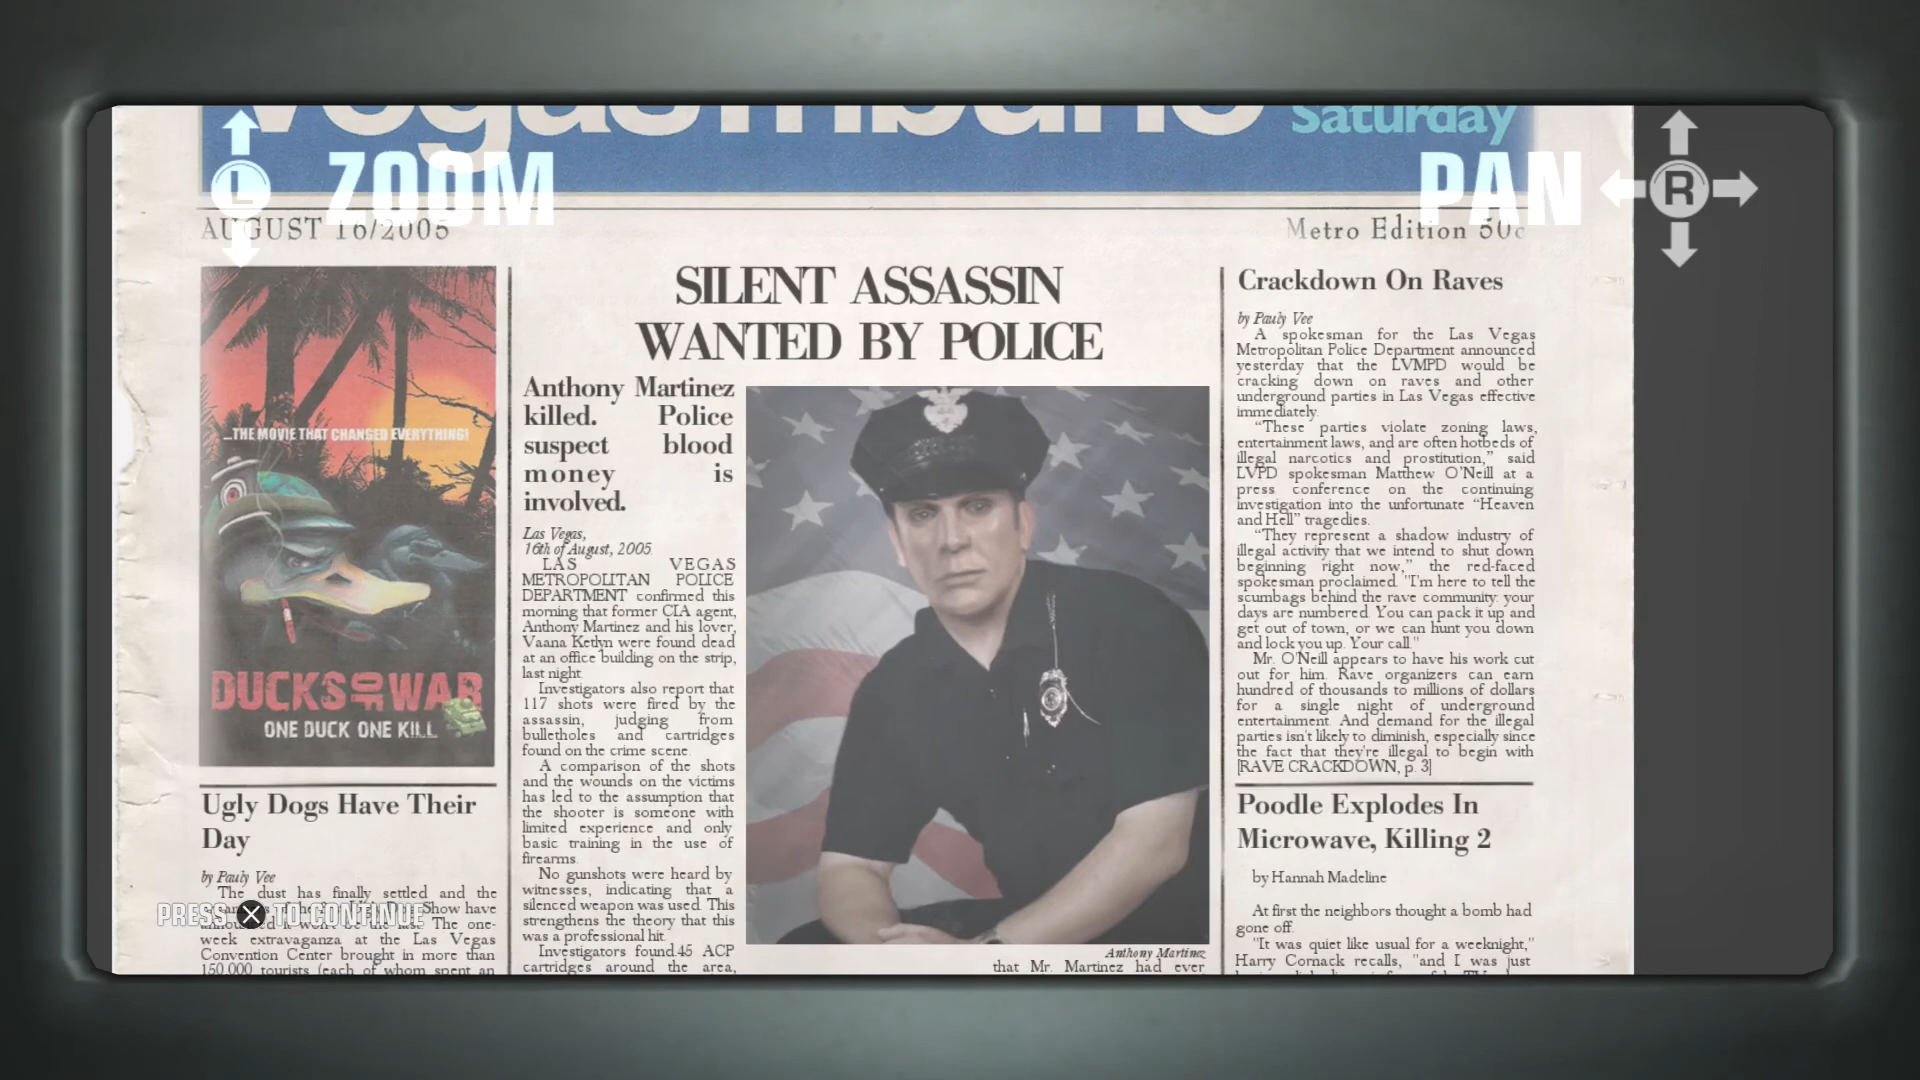 Saturday
ZOOM
PAN
L
R
AUGUST 16/2005
Metro Edition 50c
...THE MOVIE THAT CHANGED EVERYTHING!
DUCKS OF WAR
ONE DUCK ONE KILL
Ugly Dogs Have Their
Day
by Pauly Vee
The dust has finally settled and the
Show have
The one-
week extravaganza at the Las Vegas
Convention Center brought in more than
150,000 tourists (each of whom spent an
PRESS X TO CONTINUE
SILENT ASSASSIN
WANTED BY POLICE
Anthony Martinez
killed. Police
suspect blood
money is
involved.
Las Vegas,
16th of August, 2005
LAS VEGAS
METROPOLITAN POLICE
DEPARTMENT confirmed this
morning that former CIA agent,
Anthony Martinez and his lover,
Vaana Ketlyn were found dead
at an office building on the strip,
last night.
Investigators also report that
117 shots were fired by the
assassin, judging from
bulletholes and cartridges
found on the crime scene.
A comparison of the shots
and the wounds on the victims
has led to the assumption that
the shooter is someone with
limited experience and only
basic training in the use of
firearms.
No gunshots were heard by
witnesses, indicating that a
silenced weapon was used. This
strengthens the theory that this
was a professional hit.
Investigators found.45 ACP
cartridges around the area,
Anthony Martinez
that Mr. Martinez had ever
Crackdown On Raves
by Pauly Vee
A spokesman for the Las Vegas
Metropolitan Police Department announced
yesterday that the LVMPD would be
cracking down on raves and other
underground parties in Las Vegas effective
immediately.
“These parties violate zoning laws,
entertainment laws, and are often hotbeds of
illegal narcotics and prostitution,” said
LVPD spokesman Matthew O'Neill at a
press conference on the continuing
investigation into the unfortunate “Heaven
and Hell” tragedies.
“They represent a shadow industry of
illegal activity that we intend to shut down
beginning right now,” the red-faced
spokesman proclaimed. "I'm here to tell the
scumbags behind the rave community: your
days are numbered. You can pack it up and
get out of town, or we can hunt you down
and lock you up. Your call."
Mr. O'Neill appears to have his work cut
out for him. Rave organizers can earn
hundred of thousands to millions of dollars
for a single night of underground
entertainment. And demand for the illegal
parties isn't likely to diminish, especially since
the fact that they're illegal to begin with
[RAVE CRACKDOWN, p. 3]
Poodle Explodes In
Microwave, Killing 2
by Hannah Madeline
At first the neighbors thought a bomb had
gone off.
"It was quiet like usual for a weeknight,"
Harry Cornack recalls, "and I was just